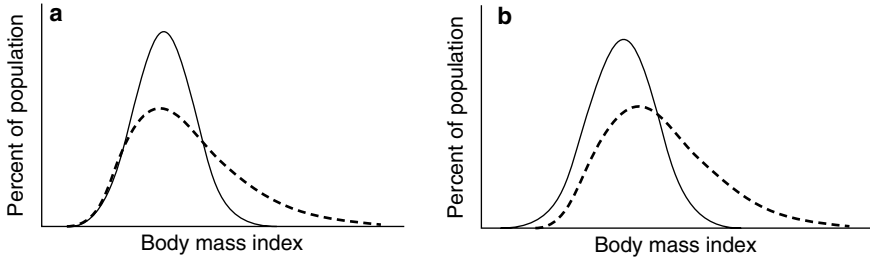 a
Percent of population
Body mass index
b
Percent of population
Body mass index